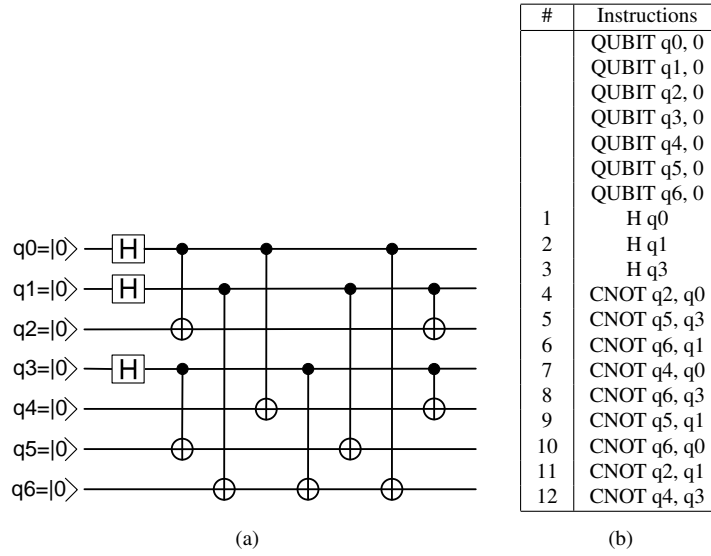 q0=|0> H
q1=|0> H
q2=|0>
q3=|0> H
q4=|0>
q5=|0>
q6=|0>
(a)
# Instructions
QUBIT q0, 0
QUBIT q1, 0
QUBIT q2, 0
QUBIT q3, 0
QUBIT q4, 0
QUBIT q5, 0
QUBIT q6, 0
1 H q0
2 H q1
3 H q3
4 CNOT q2, q0
5 CNOT q5, q3
6 CNOT q6, q1
7 CNOT q4, q0
8 CNOT q6, q3
9 CNOT q5, q1
10 CNOT q6, q0
11 CNOT q2, q1
12 CNOT q4, q3
(b)